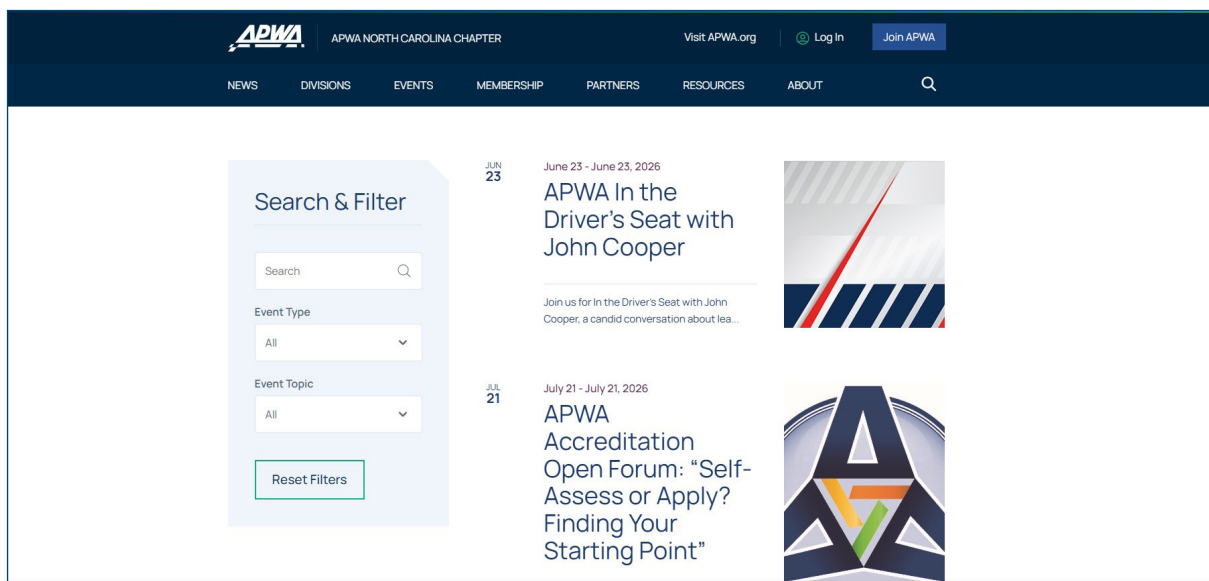 APWA
APWA NORTH CAROLINA CHAPTER
Visit APWA.org
Log In
Join APWA
NEWS
DIVISIONS
EVENTS
MEMBERSHIP
PARTNERS
RESOURCES
ABOUT
Search & Filter
Search
Event Type
All
Event Topic
All
Reset Filters
JUN
23
June 23 - June 23, 2026
APWA In the
Driver's Seat with
John Cooper
Join us for In the Driver's Seat with John
Cooper, a candid conversation about lea...
JUL
21
July 21 - July 21, 2026
APWA
Accreditation
Open Forum: “Self-
Assess or Apply?
Finding Your
Starting Point”